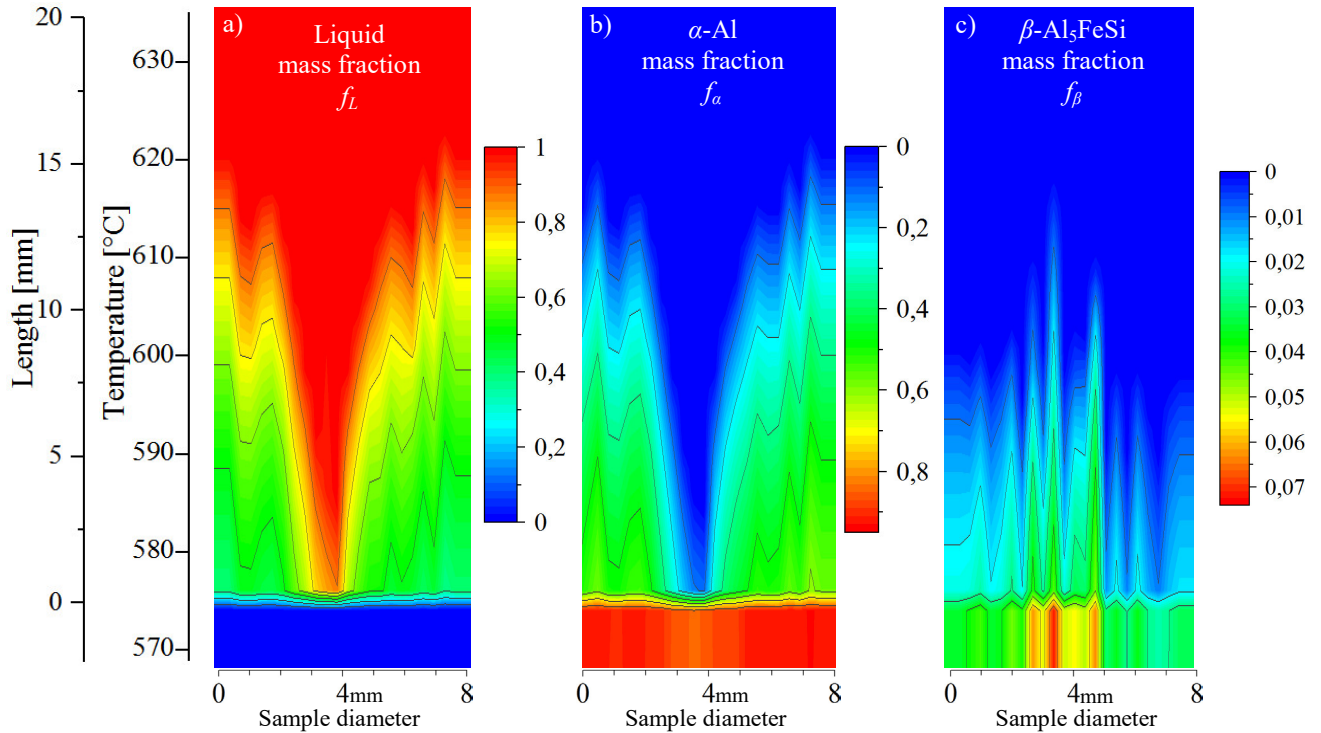 Length [mm]
20
15
10
5
0
Temperature [°C]
630
620
610
600
590
580
570
a)
Liquid
mass fraction
f_L
1
0,8
0,6
0,4
0,2
0
0 4mm 8
Sample diameter
b)
α-Al
mass fraction
f_α
0
0,2
0,4
0,6
0,8
0 4mm 8
Sample diameter
c)
β-Al₅FeSi
mass fraction
f_β
0
0,01
0,02
0,03
0,04
0,05
0,06
0,07
0 4mm 8
Sample diameter